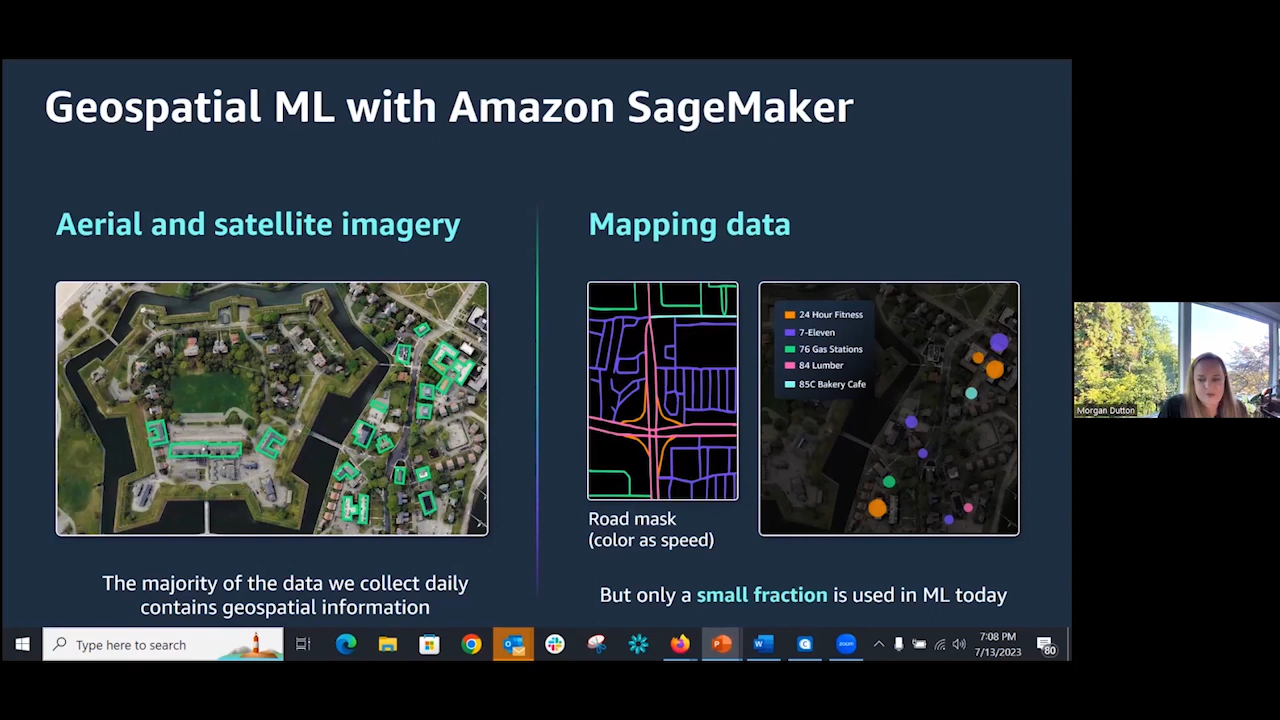 Geospatial ML with Amazon SageMaker
Aerial and satellite imagery
Mapping data
24 Hour Fitness
7-Eleven
76 Gas Stations
84 Lumber
85C Bakery Cafe
Road mask
(color as speed)
The majority of the data we collect daily
contains geospatial information
But only a small fraction is used in ML today
Morgan Dutton
Type here to search
zoom
7:08 PM
7/13/2023
80